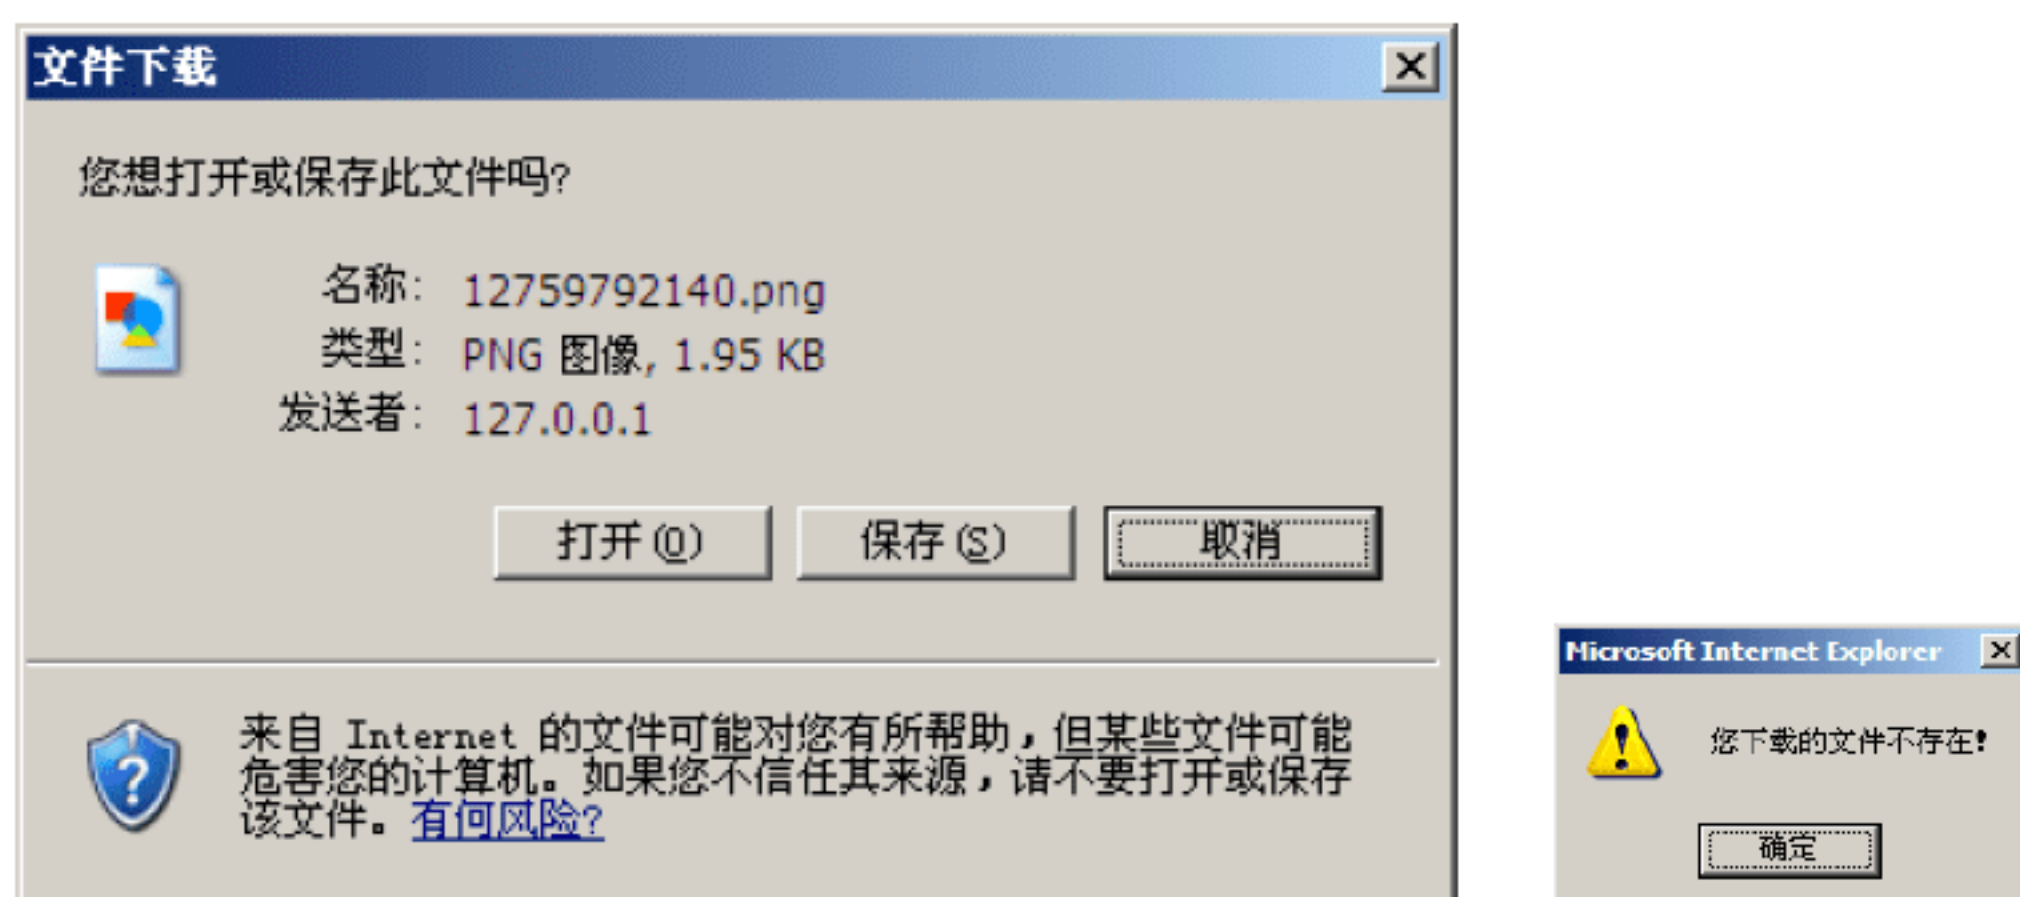 文件下载
您想打开或保存此文件吗?
名称: 12759792140.png
类型: PNG 图像, 1.95 KB
发送者: 127.0.0.1
打开(O) 保存(S) 取消
来自 Internet 的文件可能对您有所帮助，但某些文件可能
危害您的计算机。如果您不信任其来源，请不要打开或保存
该文件。有何风险?
Microsoft Internet Explorer
您下载的文件不存在!
确定